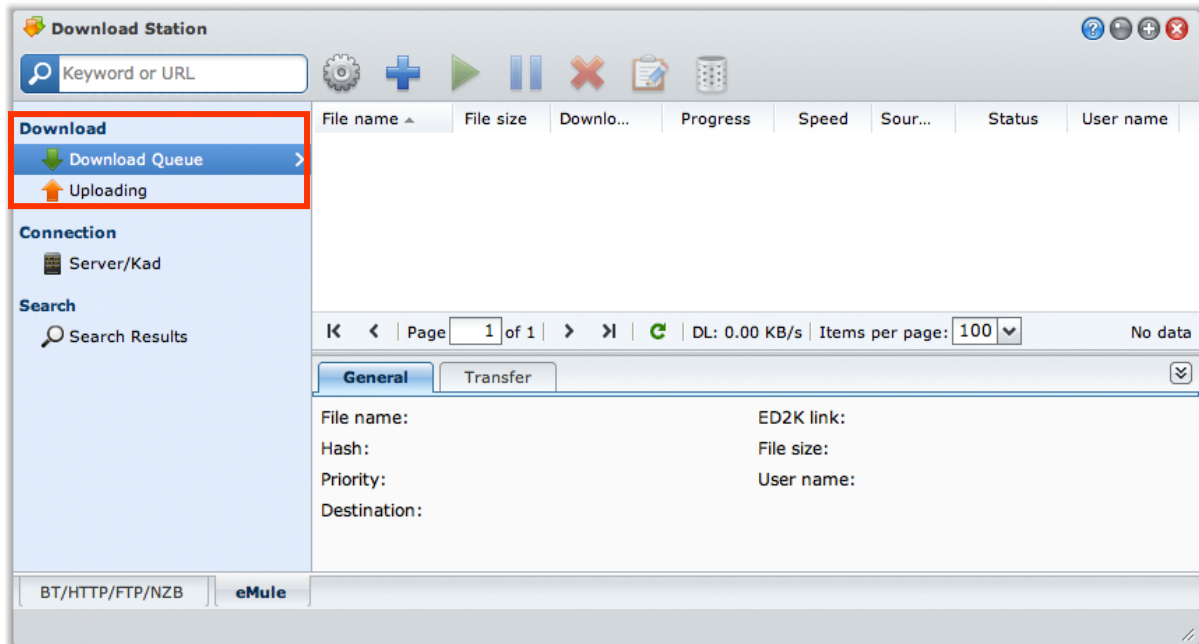 Download Station
Keyword or URL
Download
Download Queue
Uploading
Connection
Server/Kad
Search
Search Results
File name File size Downlo... Progress Speed Sour... Status User name
Page 1 of 1 DL: 0.00 KB/s Items per page: 100 No data
General Transfer
File name: ED2K link:
Hash: File size:
Priority: User name:
Destination:
BT/HTTP/FTP/NZB eMule